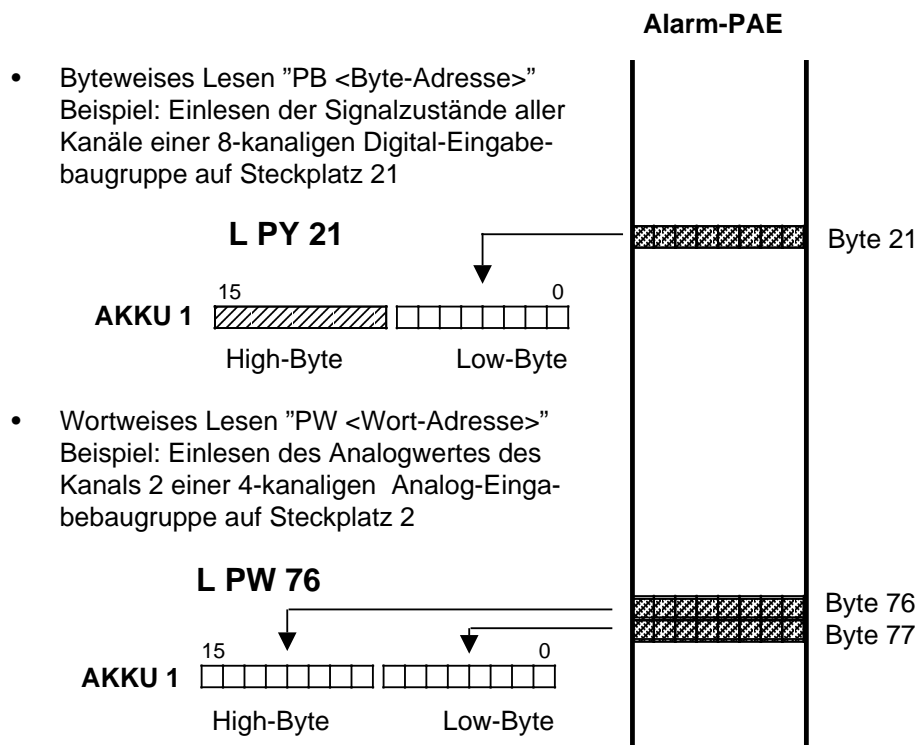 Alarm-PAE
• Byteweises Lesen ”PB <Byte-Adresse>”
Beispiel: Einlesen der Signalzustände aller
Kanäle einer 8-kanaligen Digital-Eingabe-
baugruppe auf Steckplatz 21
L PY 21
Byte 21
15 0
AKKU 1
High-Byte Low-Byte
• Wortweises Lesen ”PW <Wort-Adresse>”
Beispiel: Einlesen des Analogwertes des
Kanals 2 einer 4-kanaligen Analog-Einga-
bebaugruppe auf Steckplatz 2
L PW 76
Byte 76
Byte 77
15 0
AKKU 1
High-Byte Low-Byte